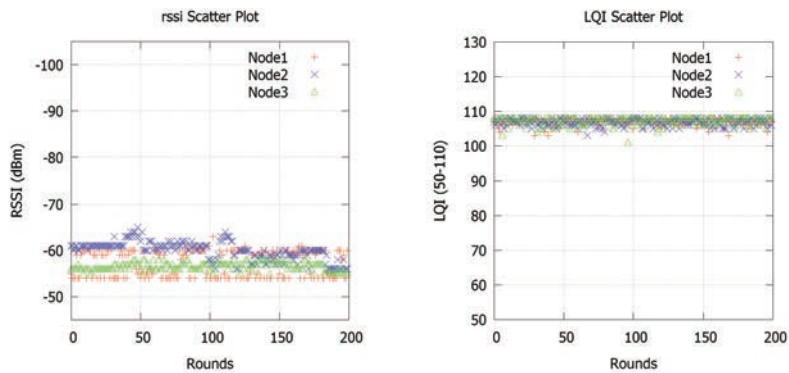 rssi Scatter Plot
-100
-90
-80
-70
-60
-50
RSSI (dBm)
Node1
Node2
Node3
0
50
100
150
200
Rounds
LQI Scatter Plot
130
120
110
100
90
80
70
60
50
LQI (50-110)
Node1
Node2
Node3
0
50
100
150
200
Rounds